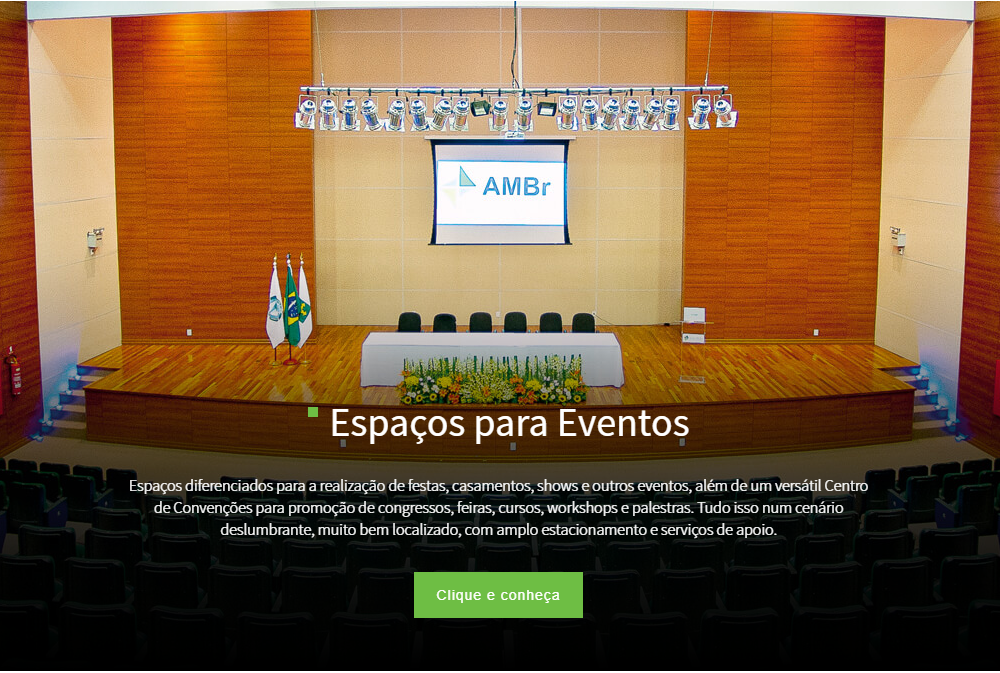 AMBr
Espaços para Eventos
Espaços diferenciados para a realização de festas, casamentos, shows e outros eventos, além de um versátil Centro
de Convenções para promoção de congressos, feiras, cursos, workshops e palestras. Tudo isso num cenário
deslumbrante, muito bem localizado, com amplo estacionamento e serviços de apoio.
Clique e conheça